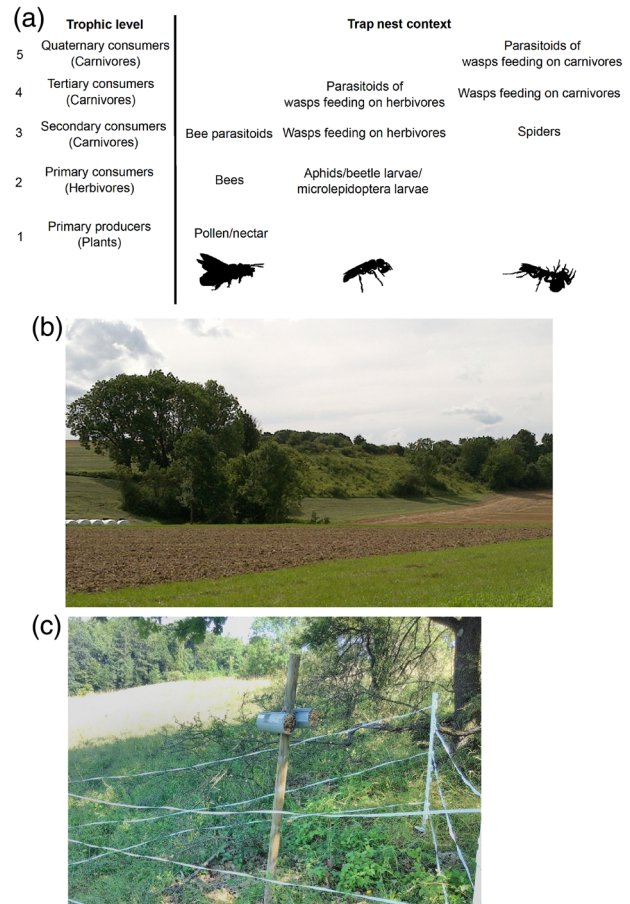 (a)
Trophic level
Trap nest context
5
Quaternary consumers
(Carnivores)
Parasitoids of
wasps feeding on carnivores
4
Tertiary consumers
(Carnivores)
Parasitoids of
wasps feeding on herbivores
Wasps feeding on carnivores
3
Secondary consumers
(Carnivores)
Bee parasitoids
Wasps feeding on herbivores
Spiders
2
Primary consumers
(Herbivores)
Bees
Aphids/beetle larvae/
microlepidoptera larvae
1
Primary producers
(Plants)
Pollen/nectar
(b)
(c)